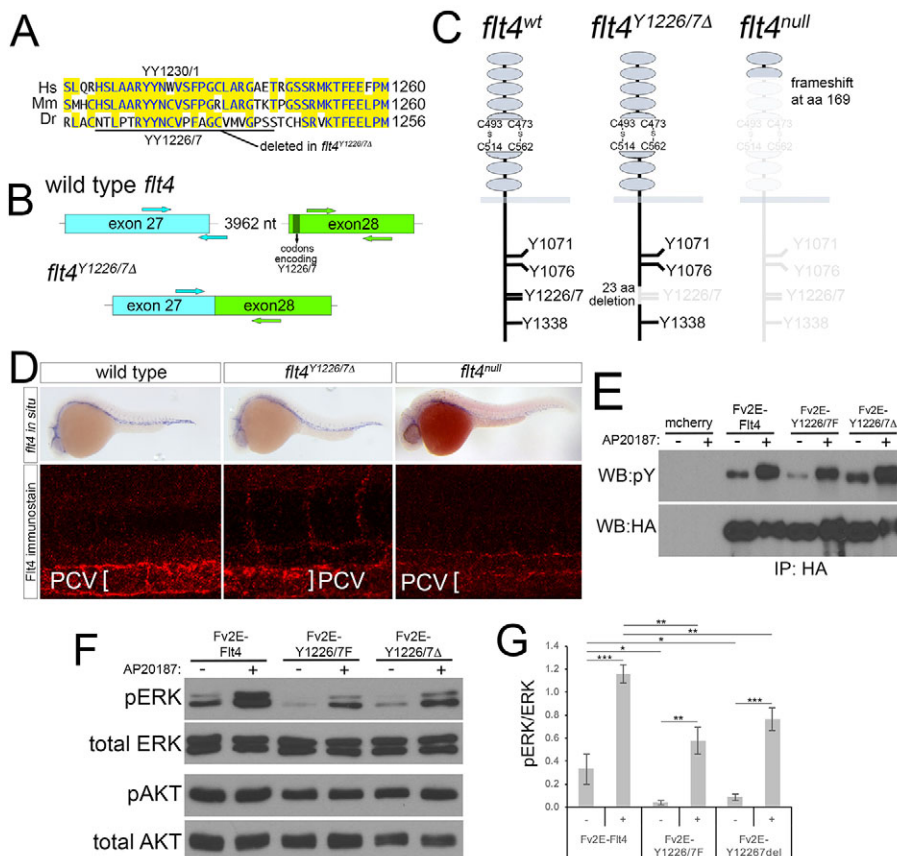 A
YY1230/1
Hs SLQRHSLAARYYNWVSFPGCLARGAETRGSSRMKTFEEFPM 1260
Mm SMHCHSLAARYYNCVSFPGRLARGTKTPGSSRMKTFEELPM 1260
Dr RLACNTLPTRYYNCVPFAGCVMVGPSSTCHSRVKTFEELPM 1256
YY1226/7
deleted in flt4Y1226/7Δ
B
wild type flt4
exon 27
3962 nt
exon28
codons
encoding
Y1226/7
flt4Y1226/7Δ
exon 27
exon28
C
flt4wt
flt4Y1226/7Δ
flt4null
frameshift
at aa 169
C493 C473
s s
s s
C514 C562
C493 C473
s s
s s
C514 C562
Y1071
Y1076
Y1226/7
Y1338
Y1071
Y1076
23 aa
deletion
Y1226/7
Y1338
Y1071
Y1076
Y1226/7
Y1338
D
wild type
flt4Y1226/7Δ
flt4null
flt4 in situ
Flt4 immunostain
PCV [
] PCV
PCV [
E
mcherry
Fv2E-
Flt4
Fv2E-
Y1226/7F
Fv2E-
Y1226/7Δ
AP20187: - + - + - + - +
WB:pY
WB:HA
IP: HA
F
Fv2E-
Flt4
Fv2E-
Y1226/7F
Fv2E-
Y1226/7Δ
AP20187: - + - + - +
pERK
total ERK
pAKT
total AKT
G
**
**
*
*
***
**
***
pERK/ERK
1.4
1.2
1.0
0.8
0.6
0.4
0.2
0.0
- + - + - +
Fv2E-Flt4
Fv2E-
Y1226/7F
Fv2E-
Y12267del